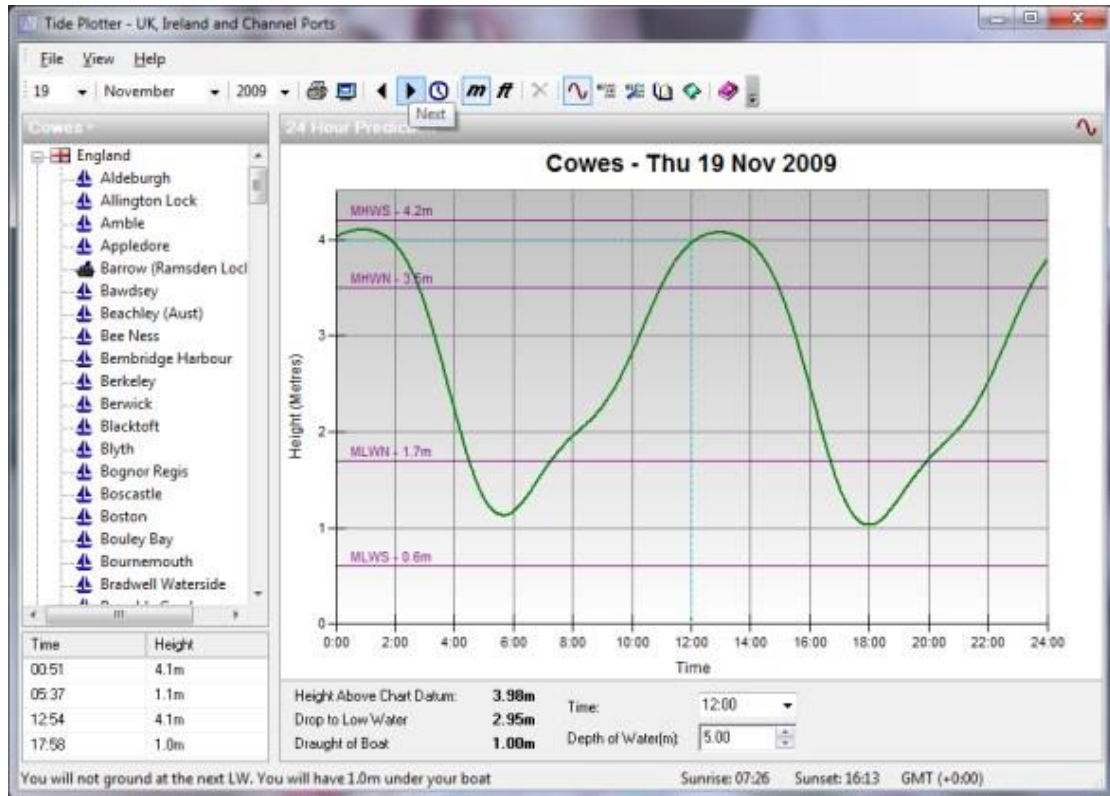 Tide Plotter - UK, Ireland and Channel Ports
File View Help
19 November 2009 m ft
Next
Cowes
24 Hour Predic
England
Aldeburgh
Allington Lock
Amble
Appledore
Barrow (Ramsden Locl
Bawdsey
Beachley (Aust)
Bee Ness
Bembridge Harbour
Berkeley
Berwick
Blacktoft
Blyth
Bognor Regis
Boscastle
Boston
Bouley Bay
Bournemouth
Bradwell Waterside
Time Height
00:51 4.1m
05:37 1.1m
12:54 4.1m
17:58 1.0m
Cowes - Thu 19 Nov 2009
MHWS - 4.2m
MHWN - 3.5m
MLWN - 1.7m
MLWS - 0.6m
Height (Metres)
4
3
2
1
0
0:00 2:00 4:00 6:00 8:00 10:00 12:00 14:00 16:00 18:00 20:00 22:00 24:00
Time
Height Above Chart Datum: 3.98m
Drop to Low Water 2.95m
Draught of Boat 1.00m
Time: 12:00
Depth of Water(m) 5.00
You will not ground at the next LW. You will have 1.0m under your boat
Sunrise: 07:26 Sunset: 16:13 GMT (+0:00)